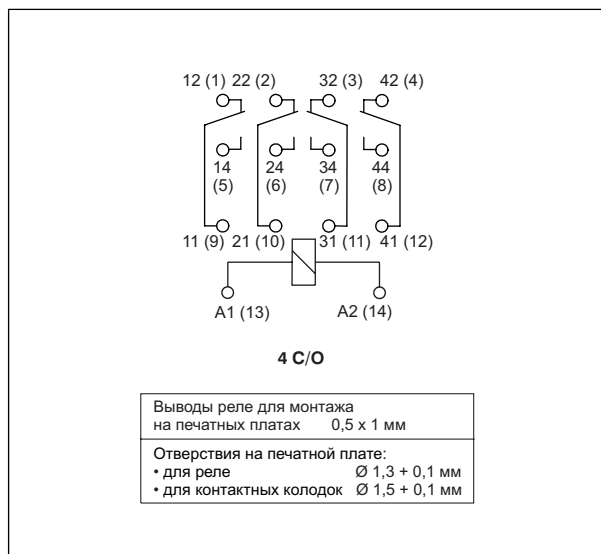 12 (1) 22 (2) 32 (3) 42 (4)
14 24 34 44
(5) (6) (7) (8)
11 (9) 21 (10) 31 (11) 41 (12)
A1 (13) A2 (14)
4 C/O
Выводы реле для монтажа
на печатных платах 0,5 x 1 мм
Отверстия на печатной плате:
• для реле Ø 1,3 + 0,1 мм
• для контактных колодок Ø 1,5 + 0,1 мм